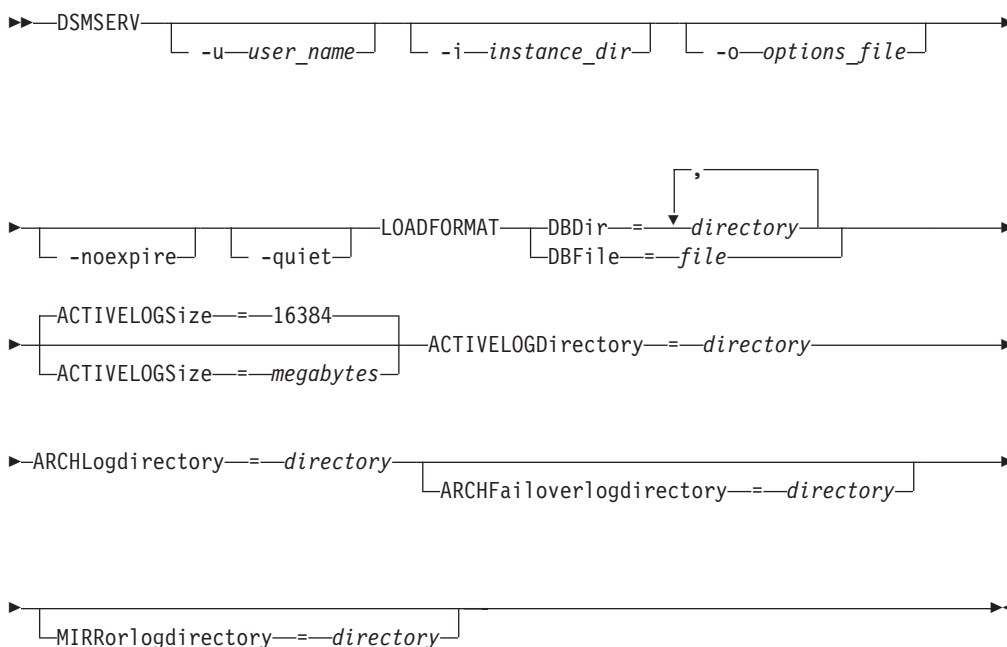 DSMSERV
-u user_name -i instance_dir -o options_file
,
-noexpire -quiet LOADFORMAT DBDir = directory
DBFile = file
ACTIVELOGSize = 16384
ACTIVELOGSize = megabytes ACTIVELOGDirectory = directory
ARCHLogdirectory = directory
ARCHFailoverlogdirectory = directory
MIRRorlogdirectory = directory